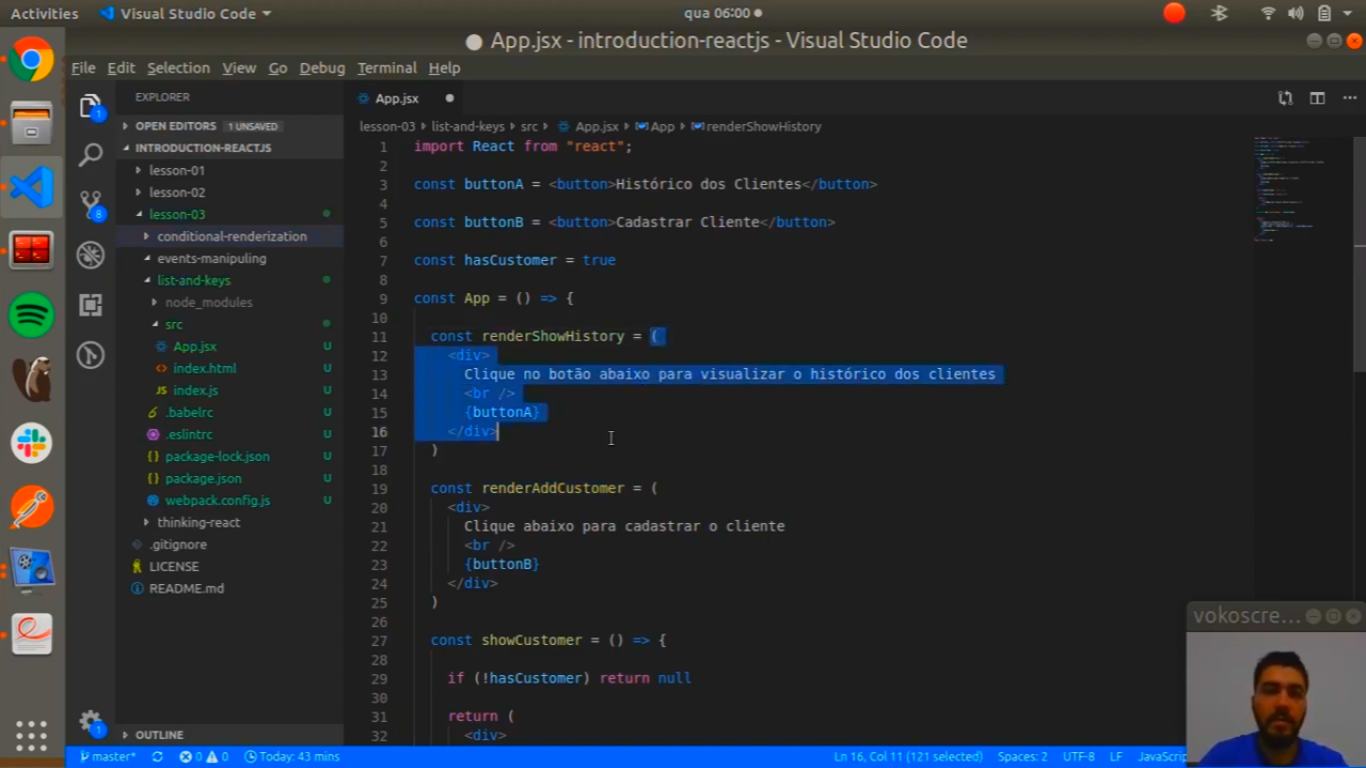 Activities Visual Studio Code qua 06:00
App.jsx - introduction-reactjs - Visual Studio Code
File Edit Selection View Go Debug Terminal Help
EXPLORER
OPEN EDITORS 1 UNSAVED
INTRODUCTION-REACTJS
lesson-01
lesson-02
lesson-03
conditional-renderization
events-manipuling
list-and-keys
node_modules
src
App.jsx U
index.html U
index.js U
.babelrc U
.eslintrc U
package-lock.json U
package.json U
webpack.config.js U
thinking-react
.gitignore
LICENSE
README.md
OUTLINE
1
8
1
App.jsx
lesson-03 list-and-keys src App.jsx App renderShowHistory
1 import React from "react";
2
3 const buttonA = <button>Histórico dos Clientes</button>
4
5 const buttonB = <button>Cadastrar Cliente</button>
6
7 const hasCustomer = true
8
9 const App = () => {
10
11 const renderShowHistory = (
12 <div>
13 Clique no botão abaixo para visualizar o histórico dos clientes
14 <br />
15 {buttonA}
16 </div>
17 )
18
19 const renderAddCustomer = (
20 <div>
21 Clique abaixo para cadastrar o cliente
22 <br />
23 {buttonB}
24 </div>
25 )
26
27 const showCustomer = () => {
28
29 if (!hasCustomer) return null
30
31 return (
32 <div>
vokoscre...
master* 0 0 Today: 43 mins Ln 16, Col 11 (121 selected) Spaces: 2 UTF-8 LF JavaScrip